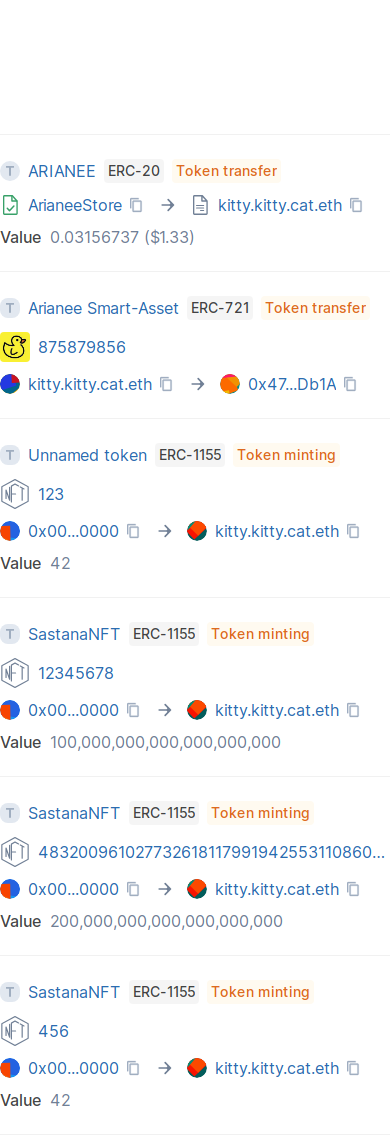 T ARIANEE ERC-20 Token transfer
ArianeeStore → kitty.kitty.cat.eth
Value 0.03156737 ($1.33)
T Arianee Smart-Asset ERC-721 Token transfer
875879856
kitty.kitty.cat.eth → 0x47...Db1A
T Unnamed token ERC-1155 Token minting
NFT 123
0x00...0000 → kitty.kitty.cat.eth
Value 42
T SastanaNFT ERC-1155 Token minting
NFT 12345678
0x00...0000 → kitty.kitty.cat.eth
Value 100,000,000,000,000,000,000
T SastanaNFT ERC-1155 Token minting
NFT 483200961027732618117991942553110860...
0x00...0000 → kitty.kitty.cat.eth
Value 200,000,000,000,000,000,000
T SastanaNFT ERC-1155 Token minting
NFT 456
0x00...0000 → kitty.kitty.cat.eth
Value 42